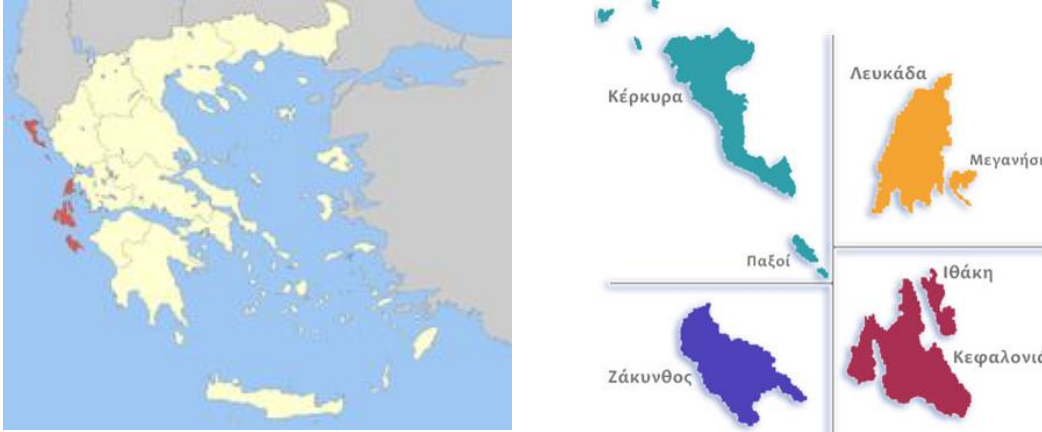 Κέρκυρα
Παξοί
Λευκάδα
Μεγανήσι
Ζάκυνθος
Ιθάκη
Κεφαλονιά